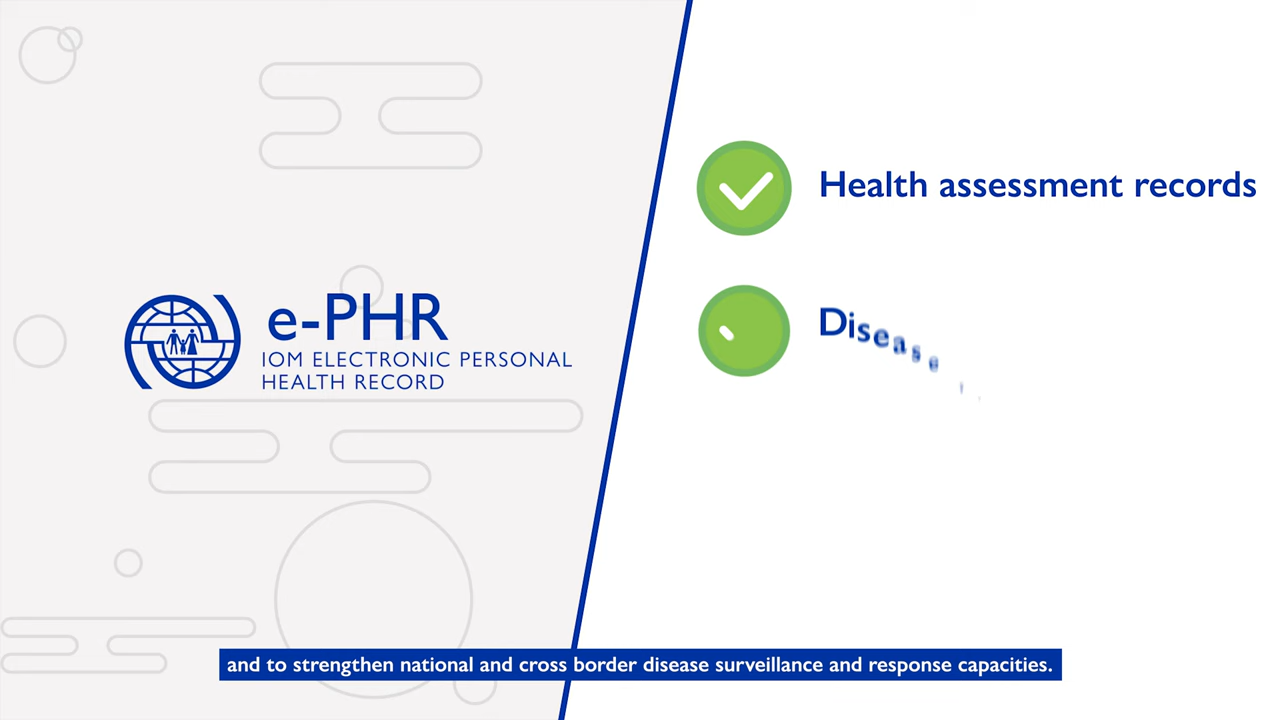 e-PHR
IOM ELECTRONIC PERSONAL
HEALTH RECORD
Health assessment records
Disease
and to strengthen national and cross border disease surveillance and response capacities.